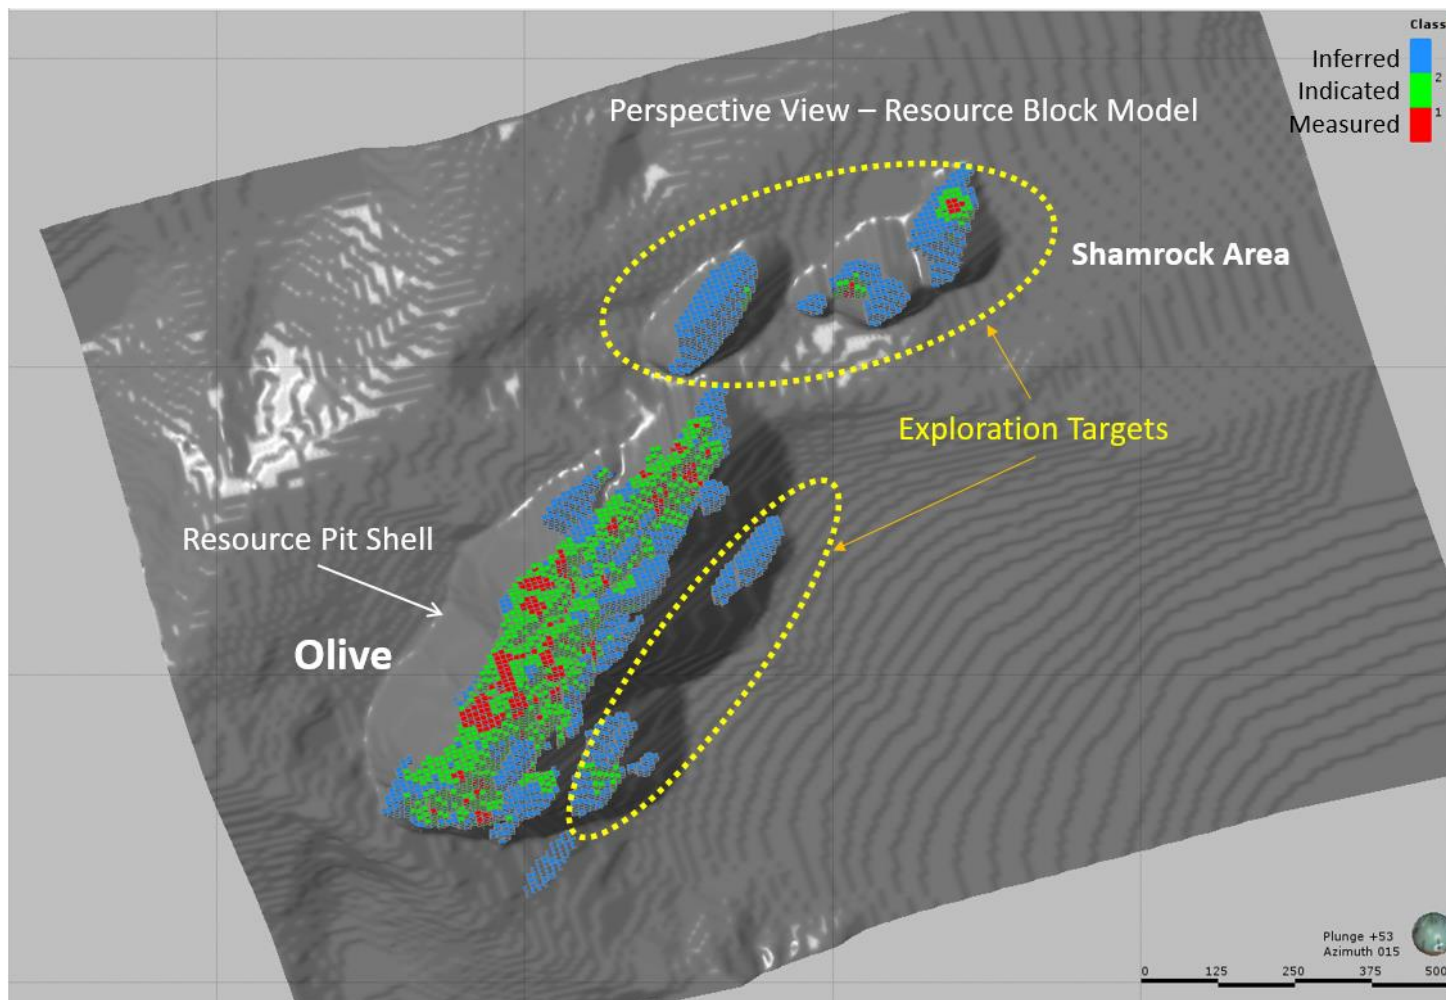 Class
Inferred
2
Indicated
1
Measured
Perspective View – Resource Block Model
Shamrock Area
Exploration Targets
Resource Pit Shell
Olive
Plunge +53
Azimuth 015
0 125 250 375 500